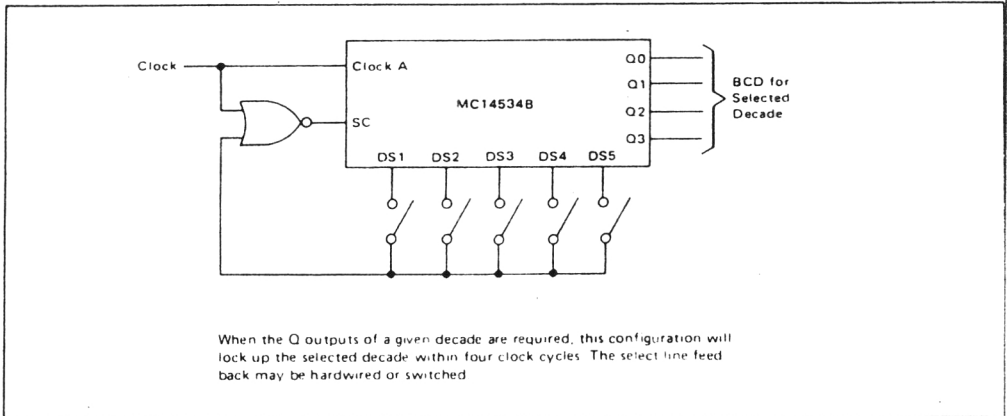 Clock
Clock A
Q0
Q1
BCD for
Selected
Decade
MC14534B
Q2
SC
Q3
DS1 DS2 DS3 DS4 DS5
When the Q outputs of a given decade are required, this configuration will
lock up the selected decade within four clock cycles The select line feed
back may be hardwired or switched